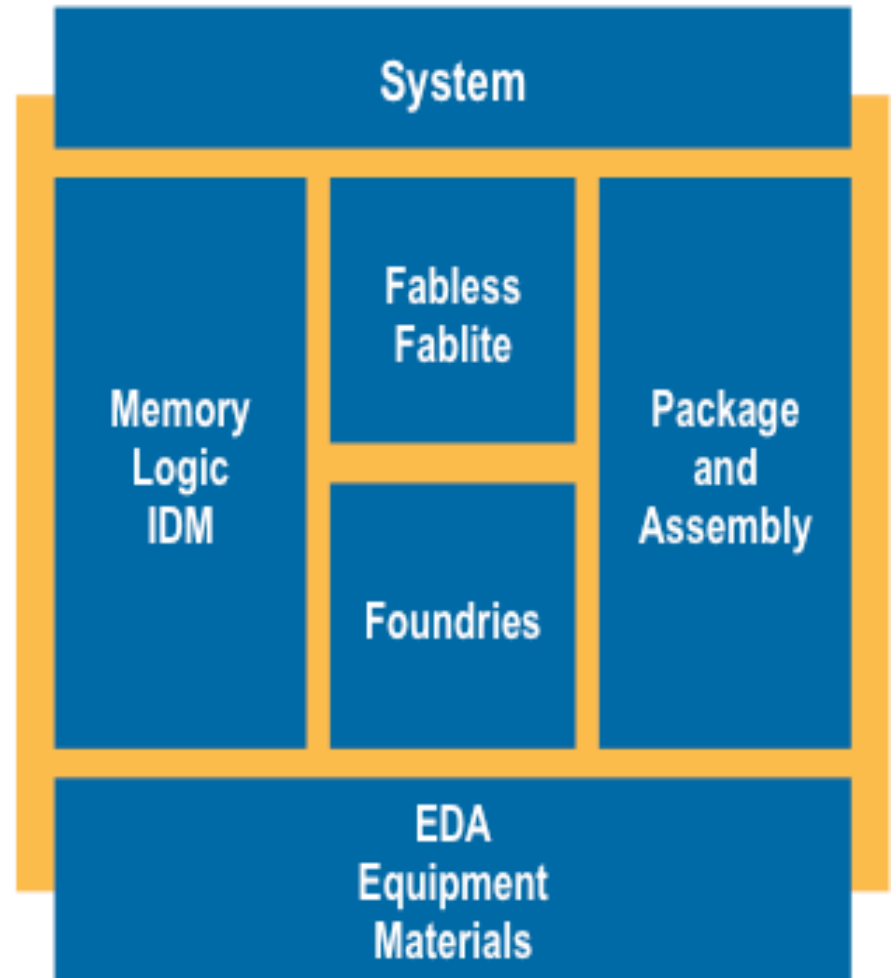 System
Memory
Logic
IDM
Fabless
Fablite
Foundries
Package
and
Assembly
EDA
Equipment
Materials